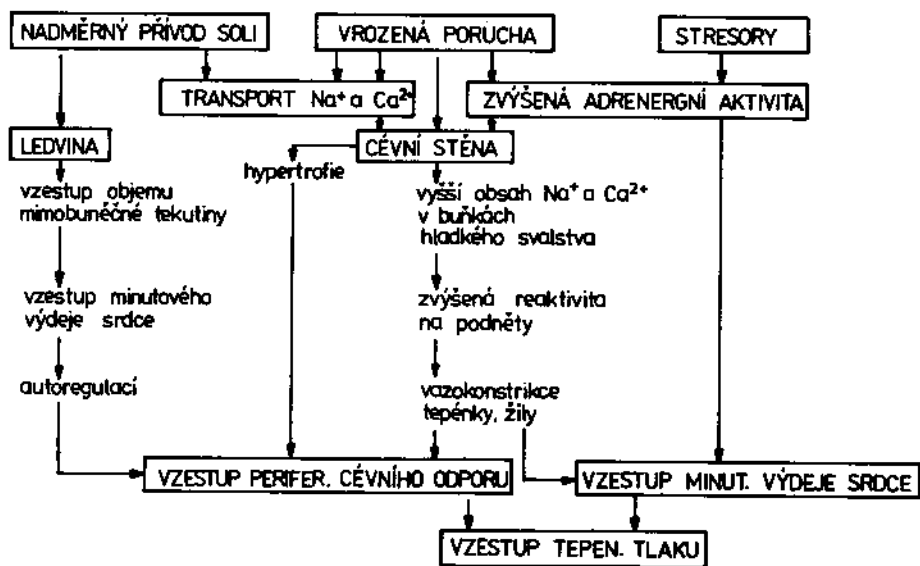 NADMĚRNÝ PŘÍVOD SOLI
VROZENÁ PORUCHA
STRESORY
TRANSPORT Na⁺ a Ca²⁺
ZVÝŠENÁ ADRENERGNÍ AKTIVITA
LEDVINA
CÉVNÍ STĚNA
hypertrofie
vzestup objemu
mimobuněčné tekutiny
vyšší obsah Na⁺ a Ca²⁺
v buňkách
hladkého svalstva
vzestup minutového
výdeje srdce
zvýšená reaktivita
na podněty
autoregulací
vazokonstrikce
tepénky, žíly
VZESTUP PERIFER. CÉVNÍHO ODPORU
VZESTUP MINUT. VÝDEJE SRDCE
VZESTUP TEPEN. TLAKU